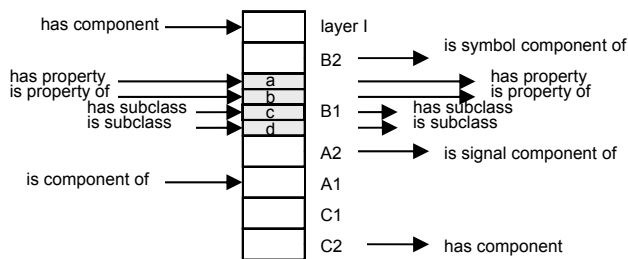 has component layer I
B2 is symbol component of
has property a has property
is property of b is property of
has subclass c B1 has subclass
is subclass d is subclass
A2 is signal component of
is component of A1
C1
C2 has component